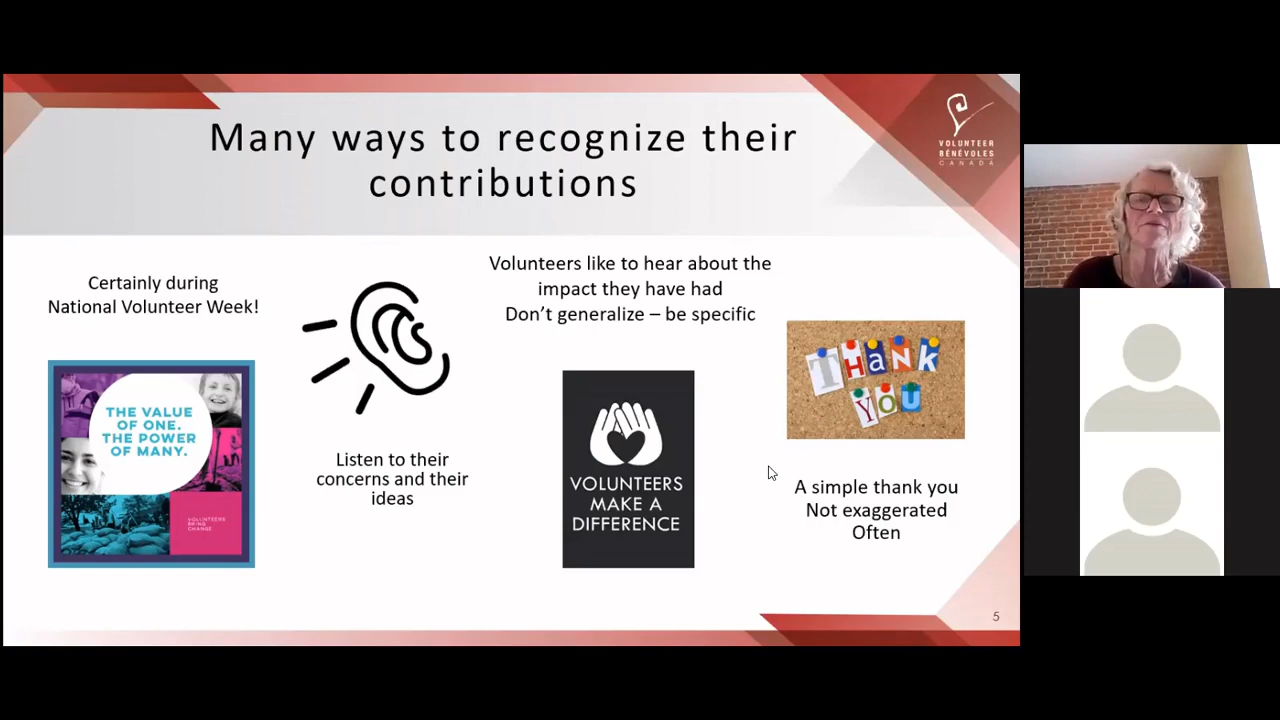 Many ways to recognize their
contributions
VOLUNTEER
BÉNÉVOLES
CANADA
Certainly during
National Volunteer Week!
THE VALUE
OF ONE.
THE POWER
OF MANY.
VOLUNTEERS
BRING
CHANGE
Listen to their
concerns and their
ideas
Volunteers like to hear about the
impact they have had
Don't generalize – be specific
VOLUNTEERS
MAKE A
DIFFERENCE
THanK
YOU
A simple thank you
Not exaggerated
Often
5